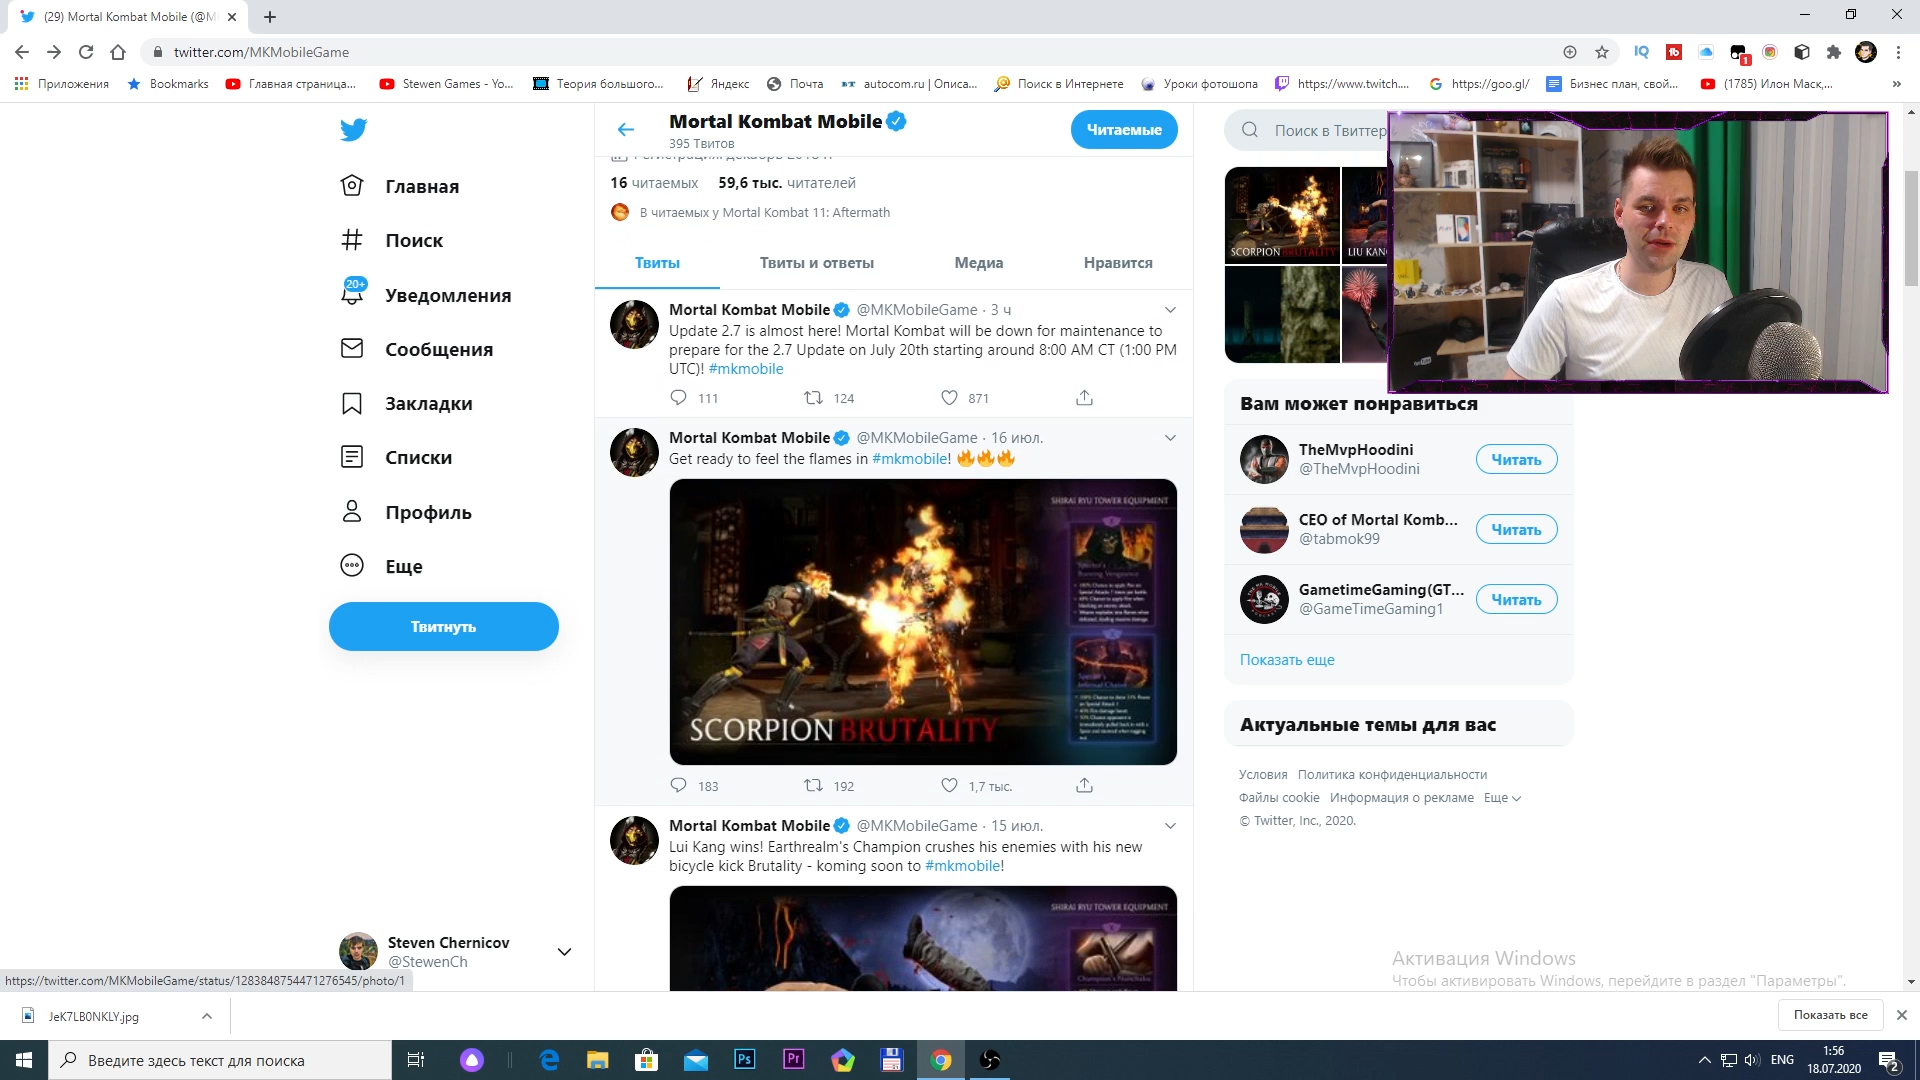 (29) Mortal Kombat Mobile (@M
twitter.com/MKMobileGame
Приложения
Bookmarks
Главная страница...
Stewen Games - Yo...
Теория большого...
Яндекс
Почта
autocom.ru | Описа...
Поиск в Интернете
Уроки фотошопа
https://www.twitch....
https://goo.gl/
Бизнес план, свой...
(1785) Илон Маск,...
Mortal Kombat Mobile
395 Твитов
Читаемые
Поиск в Твиттер
16 читаемых 59,6 тыс. читателей
В читаемых у Mortal Kombat 11: Aftermath
Твиты
Твиты и ответы
Медиа
Нравится
Главная
Поиск
20+
Уведомления
Сообщения
Закладки
Списки
Профиль
Еще
Твитнуть
Mortal Kombat Mobile @MKMobileGame · 3 ч
Update 2.7 is almost here! Mortal Kombat will be down for maintenance to
prepare for the 2.7 Update on July 20th starting around 8:00 AM CT (1:00 PM
UTC)! #mkmobile
111
124
871
Mortal Kombat Mobile @MKMobileGame · 16 июл.
Get ready to feel the flames in #mkmobile! 🔥🔥🔥
SHIRAI RYU TOWER EQUIPMENT
SCORPION BRUTALITY
183
192
1,7 тыс.
Mortal Kombat Mobile @MKMobileGame · 15 июл.
Lui Kang wins! Earthrealm's Champion crushes his enemies with his new
bicycle kick Brutality - koming soon to #mkmobile!
SHIRAI RYU TOWER EQUIPMENT
SCORPION BRUTALITY
LIU KANG
Вам может понравиться
TheMvpHoodini
@TheMvpHoodini
Читать
CEO of Mortal Komb...
@tabmok99
Читать
GametimeGaming(GT...
@GameTimeGaming1
Читать
Показать еще
Актуальные темы для вас
Условия Политика конфиденциальности
Файлы cookie Информация о рекламе Еще
© Twitter, Inc., 2020.
Steven Chernicov
@StewenCh
https://twitter.com/MKMobileGame/status/1283848754471276545/photo/1
Активация Windows
Чтобы активировать Windows, перейдите в раздел "Параметры".
JeK7LB0NKLY.jpg
Показать все
Введите здесь текст для поиска
Ps
Pr
ENG
1:56
18.07.2020
2